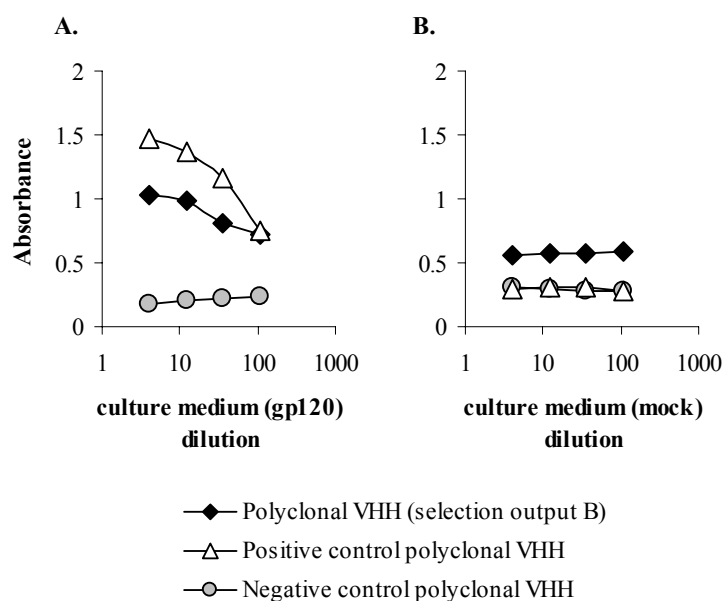 A.
B.
2
1.5
1
0.5
0
1 10 100 1000
2
1.5
1
0.5
0
1 10 100 1000
Absorbance
culture medium (gp120)
dilution
culture medium (mock)
dilution
Polyclonal VHH (selection output B)
Positive control polyclonal VHH
Negative control polyclonal VHH